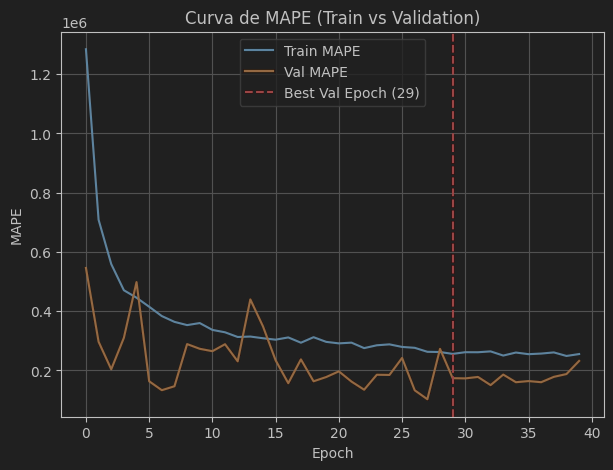 Curva de MAPE (Train vs Validation)
1e6
Train MAPE
Val MAPE
Best Val Epoch (29)
1.2
1.0
0.8
0.6
0.4
0.2
MAPE
0 5 10 15 20 25 30 35 40
Epoch